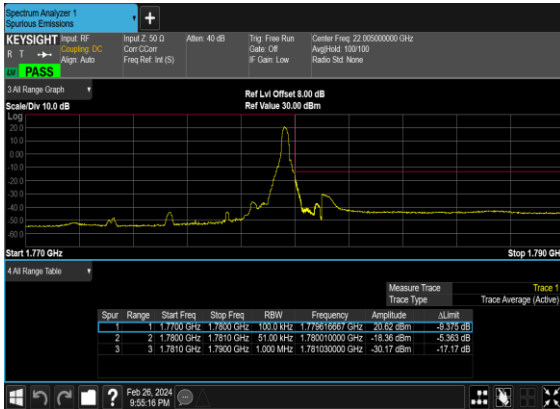 Spectrum Analyzer 1
Spurious Emissions
KEYSIGHT Input: RF Input Z: 50 Ω Atten: 40 dB Trig: Free Run Center Freq: 22.005000000 GHz
R T Coupling: DC Corr CCorr Gate: Off Avg|Hold: 100/100
Align: Auto Freq Ref: Int (S) IF Gain: Low Radio Std: None
PASS
3 All Range Graph
Scale/Div 10.0 dB Ref Lvl Offset 8.00 dB
Ref Value 30.00 dBm
Log
20.0
10.0
0.00
-10.0
-20.0
-30.0
-40.0
-50.0
-60.0
Start 1.770 GHz Stop 1.790 GH
4 All Range Table
Measure Trace Trace 1
Trace Type Trace Average (Active)
Spur Range Start Freq Stop Freq RBW Frequency Amplitude ΔLimit
1 1 1.7700 GHz 1.7800 GHz 100.0 kHz 1.779616667 GHz 20.62 dBm -9.375 dB
2 2 1.7800 GHz 1.7810 GHz 51.00 kHz 1.780010000 GHz -18.36 dBm -5.363 dB
3 3 1.7810 GHz 1.7900 GHz 1.000 MHz 1.781030000 GHz -30.17 dBm -17.17 dB
Feb 26, 2024
9:55:16 PM